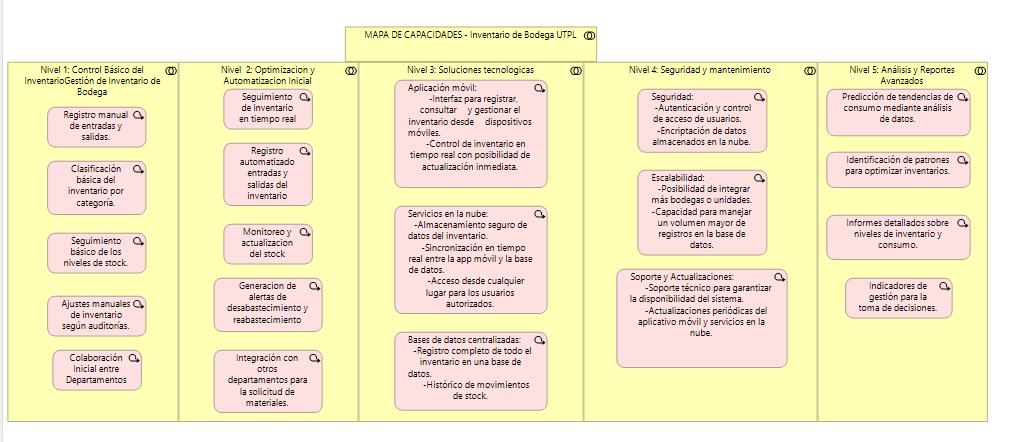 MAPA DE CAPACIDADES - Inventario de Bodega UTPL
Nivel 1: Control Básico del
InventarioGestión de Inventario de
Bodega
Registro manual
de entradas y
salidas.
Clasificación
básica del
inventario por
categoría.
Seguimiento
básico de los
niveles de stock.
Ajustes manuales
de inventario
según auditorías.
Colaboración
Inicial entre
Departamentos
Nivel 2: Optimizacion y
Automatizacion Inicial
Seguimiento
de inventario
en tiempo real
Registro
automatizado
entradas y
salidas del
inventario
Monitoreo y
actualizacion
del stock
Generacion de
alertas de
desabastecimiento y
reabastecimiento
Integración con
otros
departamentos para
la solicitud de
materiales.
Nivel 3: Soluciones tecnologicas
Aplicación móvil:
-Interfaz para registrar,
consultar y gestionar el
inventario desde dispositivos
móviles.
-Control de inventario en
tiempo real con posibilidad de
actualización inmediata.
Servicios en la nube:
-Almacenamiento seguro de
datos del inventario.
-Sincronización en tiempo
real entre la app móvil y la base
de datos.
-Acceso desde cualquier
lugar para los usuarios
autorizados.
Bases de datos centralizadas:
-Registro completo de todo el
inventario en una base de
datos.
-Histórico de movimientos
de stock.
Nivel 4: Seguridad y mantenimiento
Seguridad:
-Autenticación y control
de acceso de usuarios.
-Encriptación de datos
almacenados en la nube.
Escalabilidad:
-Posibilidad de integrar
más bodegas o unidades.
-Capacidad para manejar
un volumen mayor de
registros en la base de
datos.
Soporte y Actualizaciones:
-Soporte técnico para garantizar
la disponibilidad del sistema.
-Actualizaciones periódicas del
aplicativo móvil y servicios en la
nube.
Nivel 5: Análisis y Reportes
Avanzados
Predicción de tendencias de
consumo mediante análisis
de datos.
Identificación de patrones
para optimizar inventarios.
Informes detallados sobre
niveles de inventario y
consumo.
Indicadores de
gestión para la
toma de decisiones.